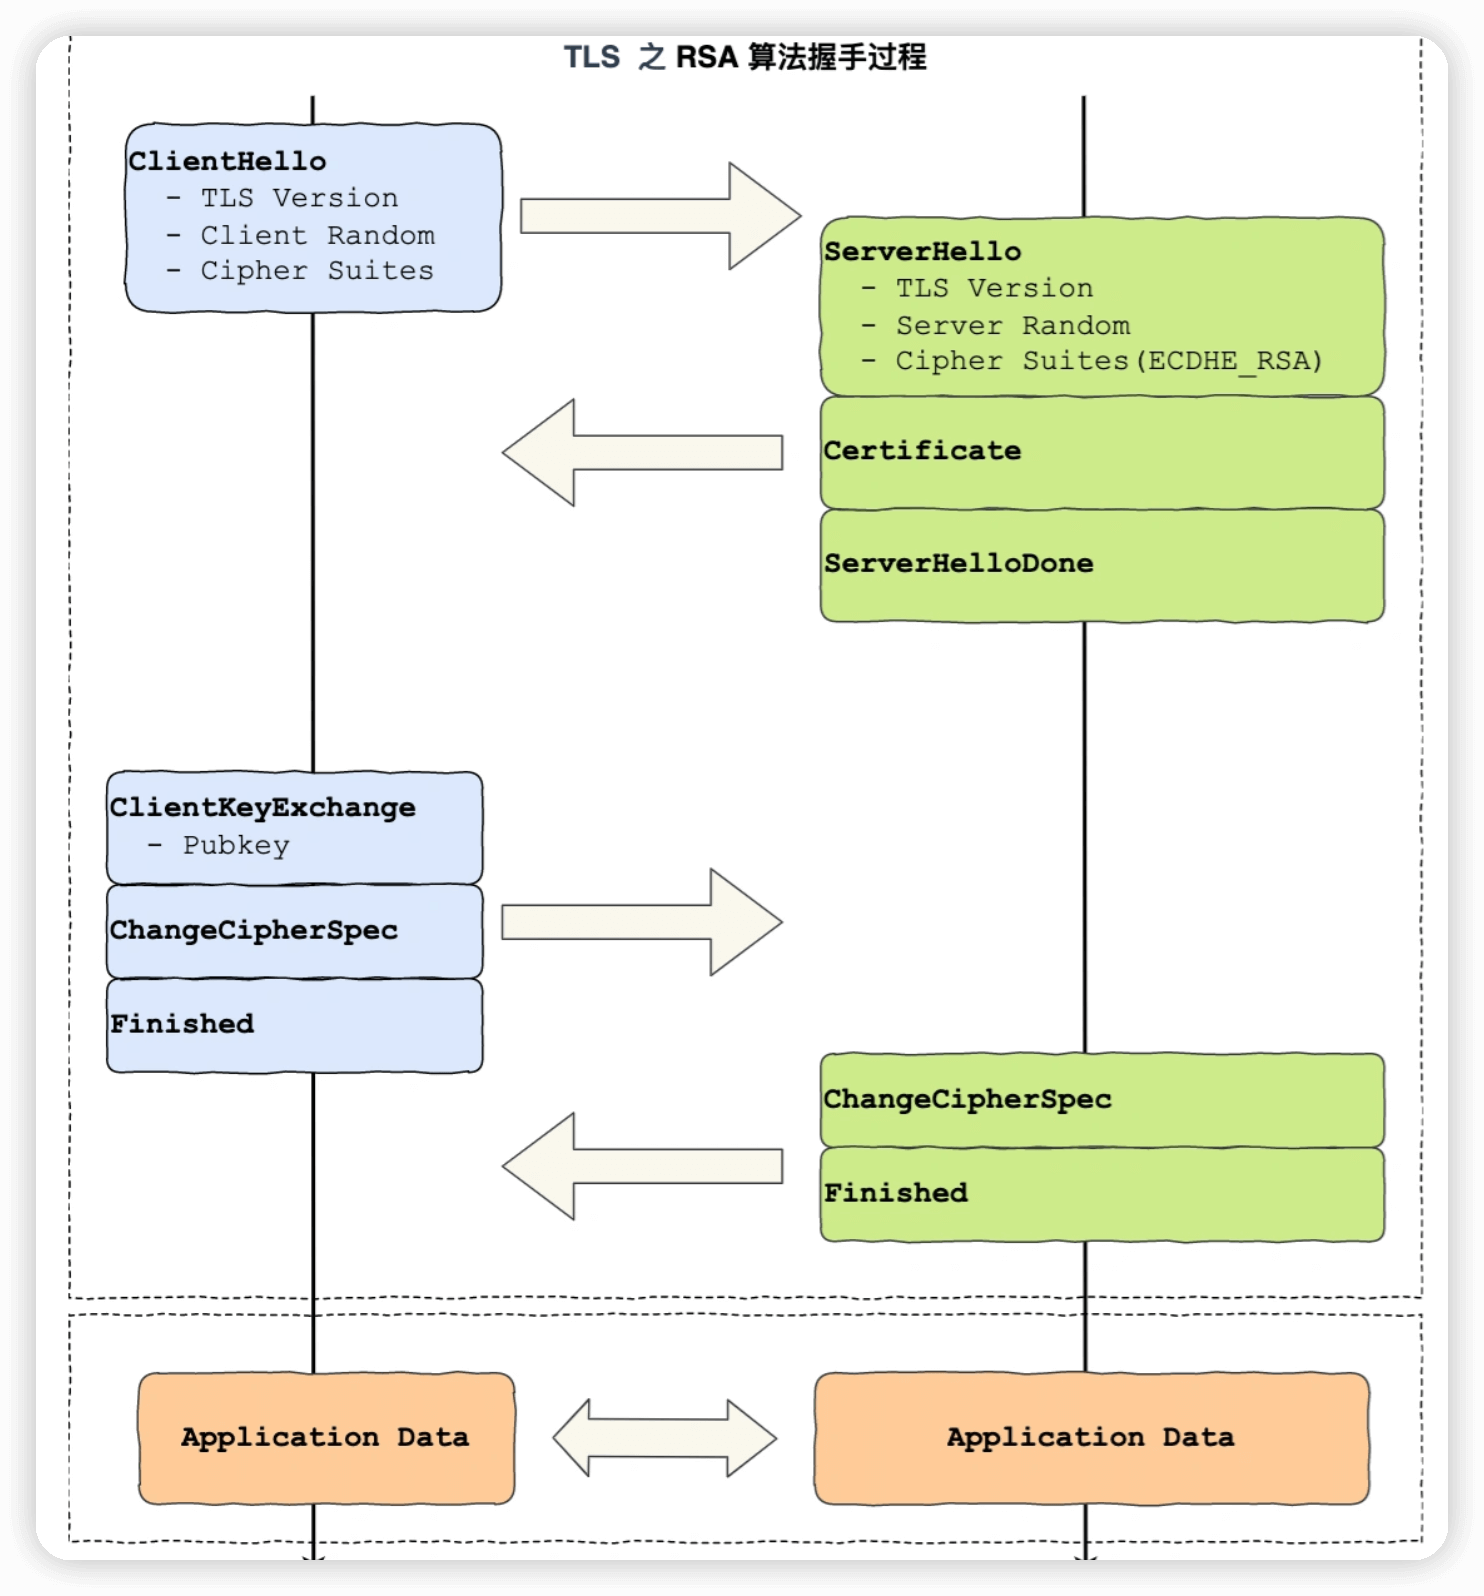 TLS 之 RSA 算法握手过程
ClientHello
- TLS Version
- Client Random
- Cipher Suites
ServerHello
- TLS Version
- Server Random
- Cipher Suites(ECDHE_RSA)
Certificate
ServerHelloDone
ClientKeyExchange
- Pubkey
ChangeCipherSpec
Finished
ChangeCipherSpec
Finished
Application Data
Application Data